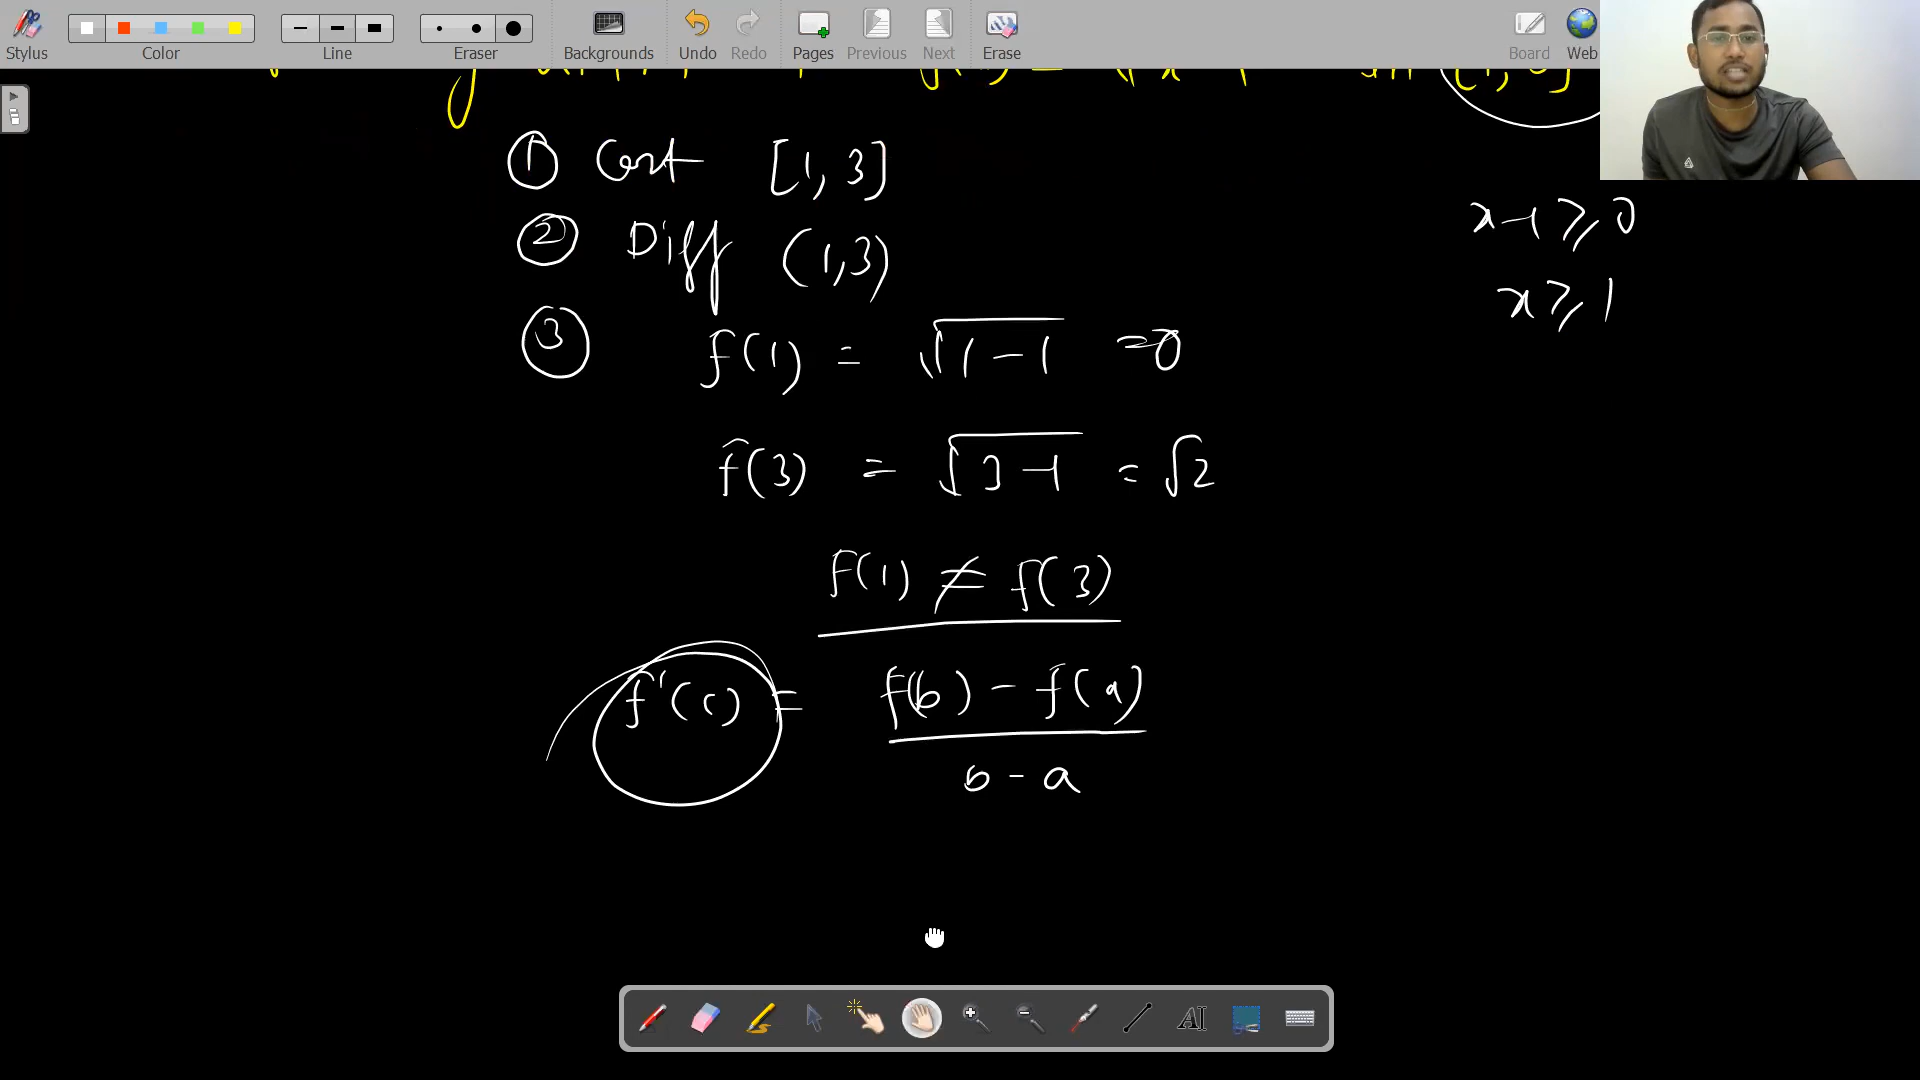 Stylus Color Line Eraser Backgrounds Undo Redo Pages Previous Next Erase Board Web
① Cont [1, 3]
② Diff (1,3)
x-1 ⩾ 0
x ⩾ 1
③ f(1) = √1-1 = 0
f(3) = √3-1 = √2
f(1) ≠ f(3)
f'(c) = f(b) - f(a)
b - a